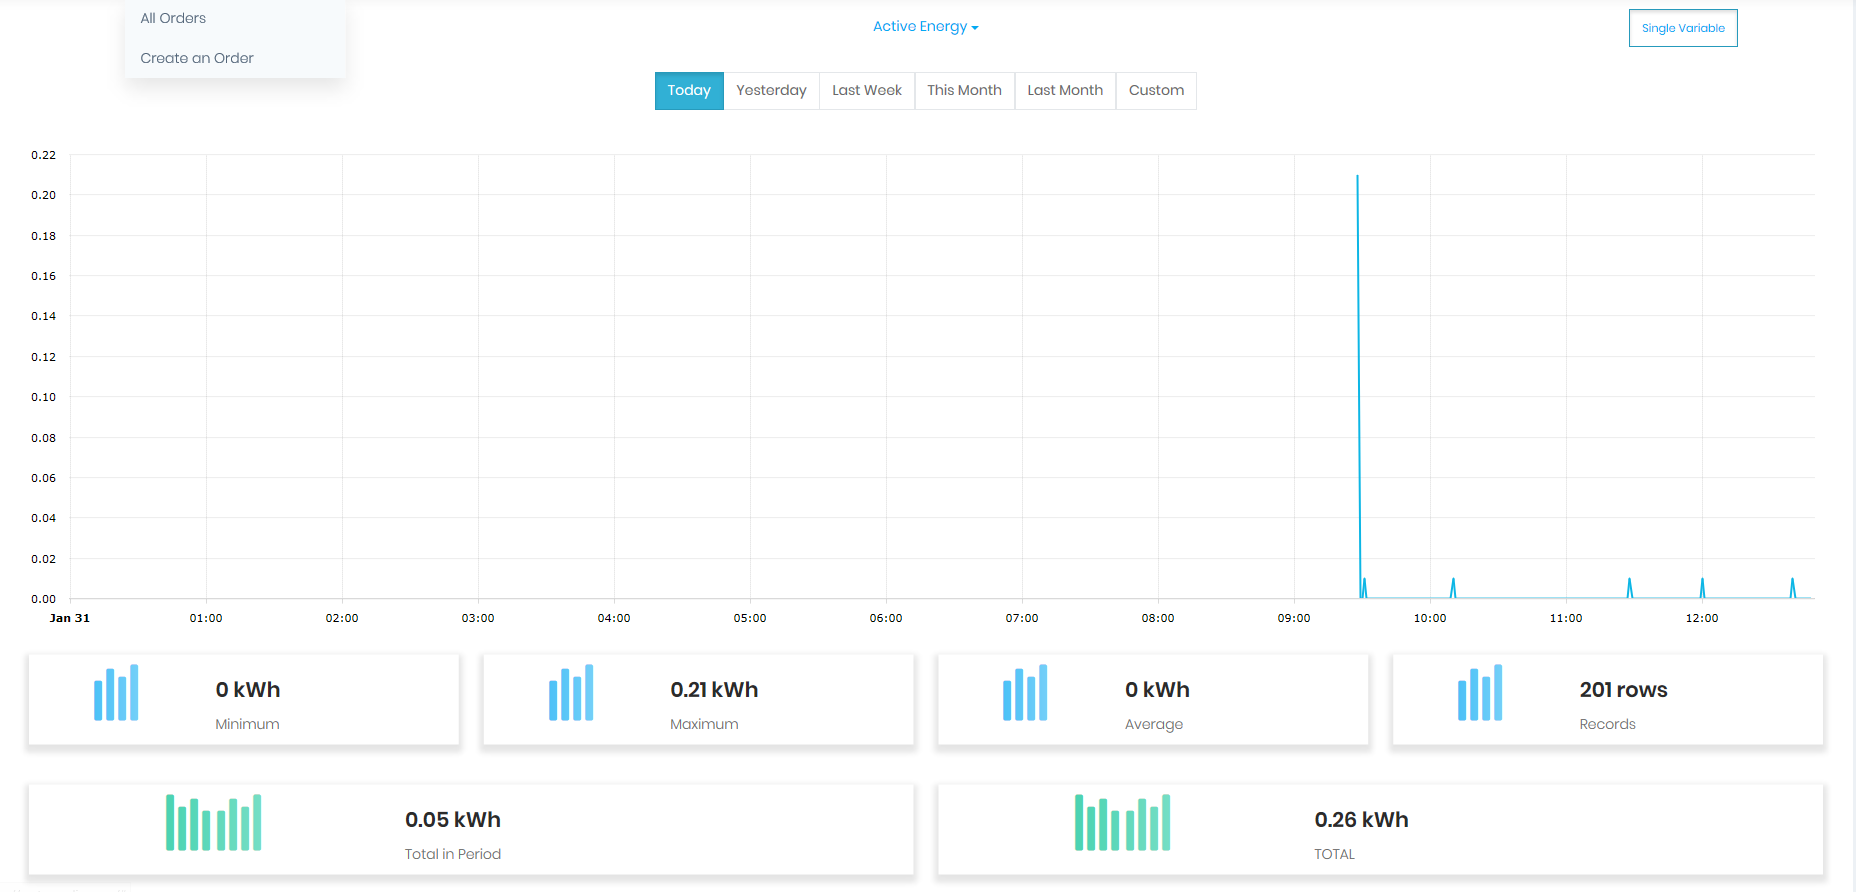 All Orders
Create an Order
Active Energy
Single Variable
Today Yesterday Last Week This Month Last Month Custom
0.22
0.20
0.18
0.16
0.14
0.12
0.10
0.08
0.06
0.04
0.02
0.00
Jan 31 01:00 02:00 03:00 04:00 05:00 06:00 07:00 08:00 09:00 10:00 11:00 12:00
0 kWh
Minimum
0.21 kWh
Maximum
0 kWh
Average
201 rows
Records
0.05 kWh
Total in Period
0.26 kWh
TOTAL